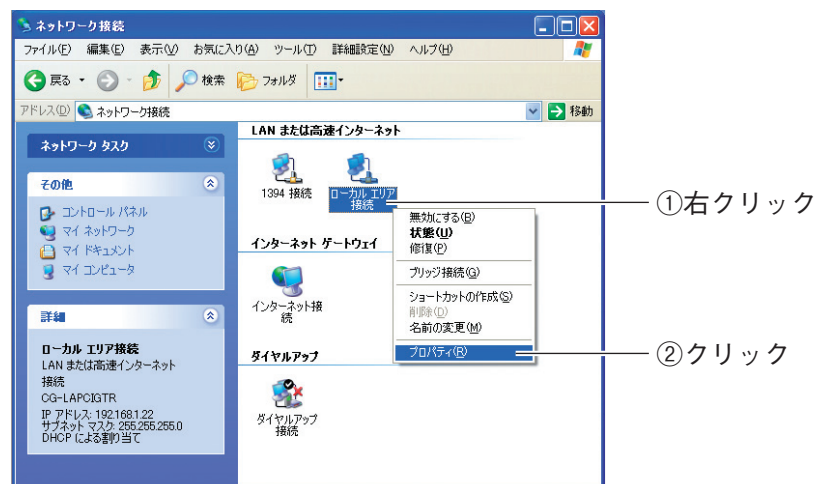 ネットワーク接続
ファイル(F) 編集(E) 表示(V) お気に入り(A) ツール(T) 詳細設定(N) ヘルプ(H)
戻る 検索 フォルダ
アドレス(D) ネットワーク接続 移動
ネットワーク タスク
その他
コントロール パネル
マイ ネットワーク
マイ ドキュメント
マイ コンピュータ
詳細
ローカル エリア接続
LAN または高速インターネット
接続
CG-LAPCIGTR
IP アドレス: 192.168.1.22
サブネット マスク: 255.255.255.0
DHCP による割り当て
LAN または高速インターネット
1394 接続
ローカル エリア
接続
インターネット ゲートウェイ
インターネット接
続
ダイヤルアップ
ダイヤルアップ
接続
無効にする(B)
状態(U)
修復(P)
ブリッジ接続(G)
ショートカットの作成(S)
削除(D)
名前の変更(M)
プロパティ(R)
①右クリック
②クリック